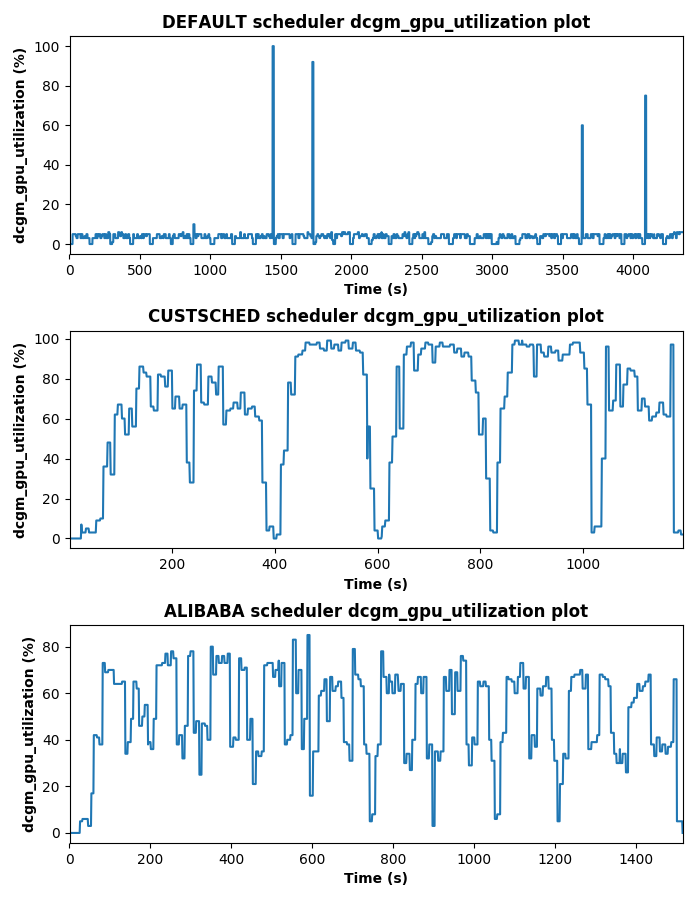 DEFAULT scheduler dcgm_gpu_utilization plot
100
80
60
40
20
0
dcgm_gpu_utilization (%)
0 500 1000 1500 2000 2500 3000 3500 4000
Time (s)
CUSTSCHED scheduler dcgm_gpu_utilization plot
100
80
60
40
20
0
dcgm_gpu_utilization (%)
200 400 600 800 1000
Time (s)
ALIBABA scheduler dcgm_gpu_utilization plot
80
60
40
20
0
dcgm_gpu_utilization (%)
0 200 400 600 800 1000 1200 1400
Time (s)